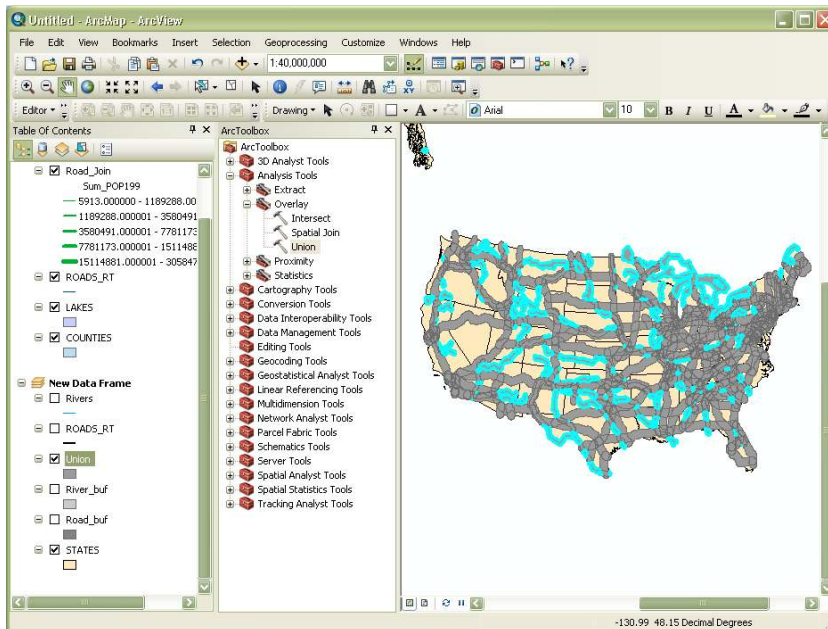 Untitled - ArcMap - ArcView
File Edit View Bookmarks Insert Selection Geoprocessing Customize Windows Help
1:40,000,000
Editor Drawing Arial 10 B I U A
Table Of Contents
Road_Join
Sum_POP199
5913.000000 - 1189288.00
1189288.000001 - 3580491
3580491.000001 - 7781173
7781173.000001 - 1511488
15114881.000001 - 305847
ROADS_RT
LAKES
COUNTIES
New Data Frame
Rivers
ROADS_RT
Union
River_buf
Road_buf
STATES
ArcToolbox
ArcToolbox
3D Analyst Tools
Analysis Tools
Extract
Overlay
Intersect
Spatial Join
Union
Proximity
Statistics
Cartography Tools
Conversion Tools
Data Interoperability Tools
Data Management Tools
Editing Tools
Geocoding Tools
Geostatistical Analyst Tools
Linear Referencing Tools
Multidimension Tools
Network Analyst Tools
Parcel Fabric Tools
Schematics Tools
Server Tools
Spatial Analyst Tools
Spatial Statistics Tools
Tracking Analyst Tools
-130.99 48.15 Decimal Degrees